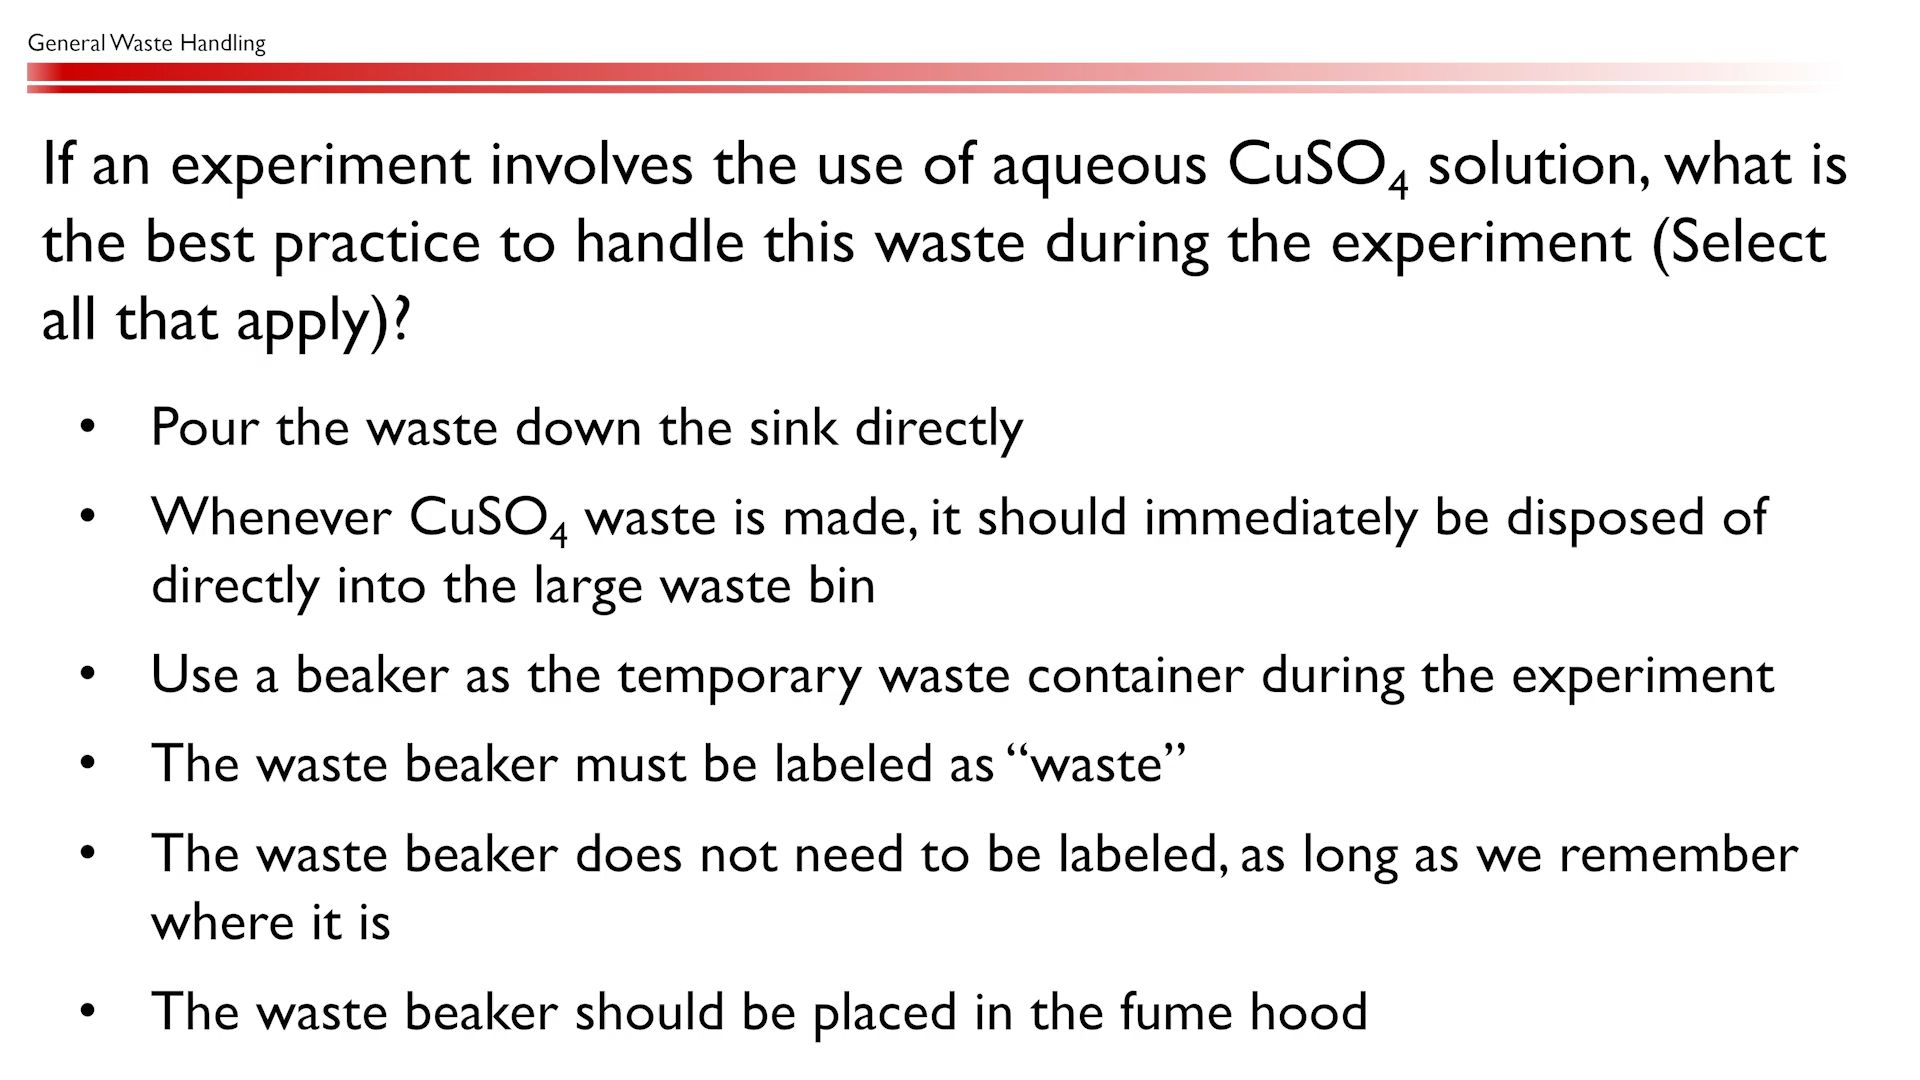 General Waste Handling
If an experiment involves the use of aqueous CuSO₄ solution, what is
the best practice to handle this waste during the experiment (Select
all that apply)?
• Pour the waste down the sink directly
• Whenever CuSO₄ waste is made, it should immediately be disposed of
directly into the large waste bin
• Use a beaker as the temporary waste container during the experiment
• The waste beaker must be labeled as “waste”
• The waste beaker does not need to be labeled, as long as we remember
where it is
• The waste beaker should be placed in the fume hood